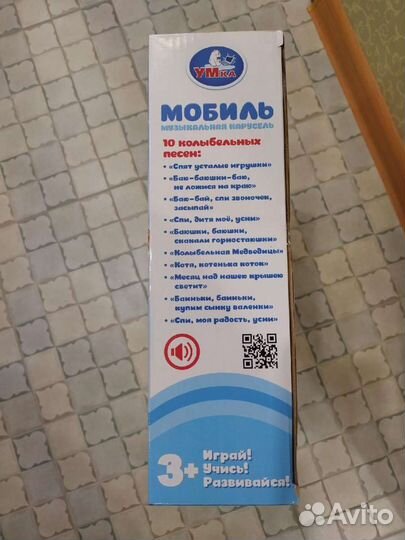 УМка
МОБИЛЬ
МУЗЫКАЛЬНАЯ КАРУСЕЛЬ
10 колыбельных
песен:
• «Спят усталые игрушки»
• «Баю-баюшки-баю,
не ложися на краю»
• «Баю-бай, спи звоночек,
засыпай»
• «Спи, дитя моё, усни»
• «Баюшки, баюшки,
скакали горностаюшки»
• «Колыбельная Медведицы»
• «Котя, котенька коток»
• «Месяц над нашею крышею
светит»
• «Баиньки, баиньки,
купим сынку валенки»
• «Спи, моя радость, усни»
3+
Играй!
Учись!
Развивайся!
Avito